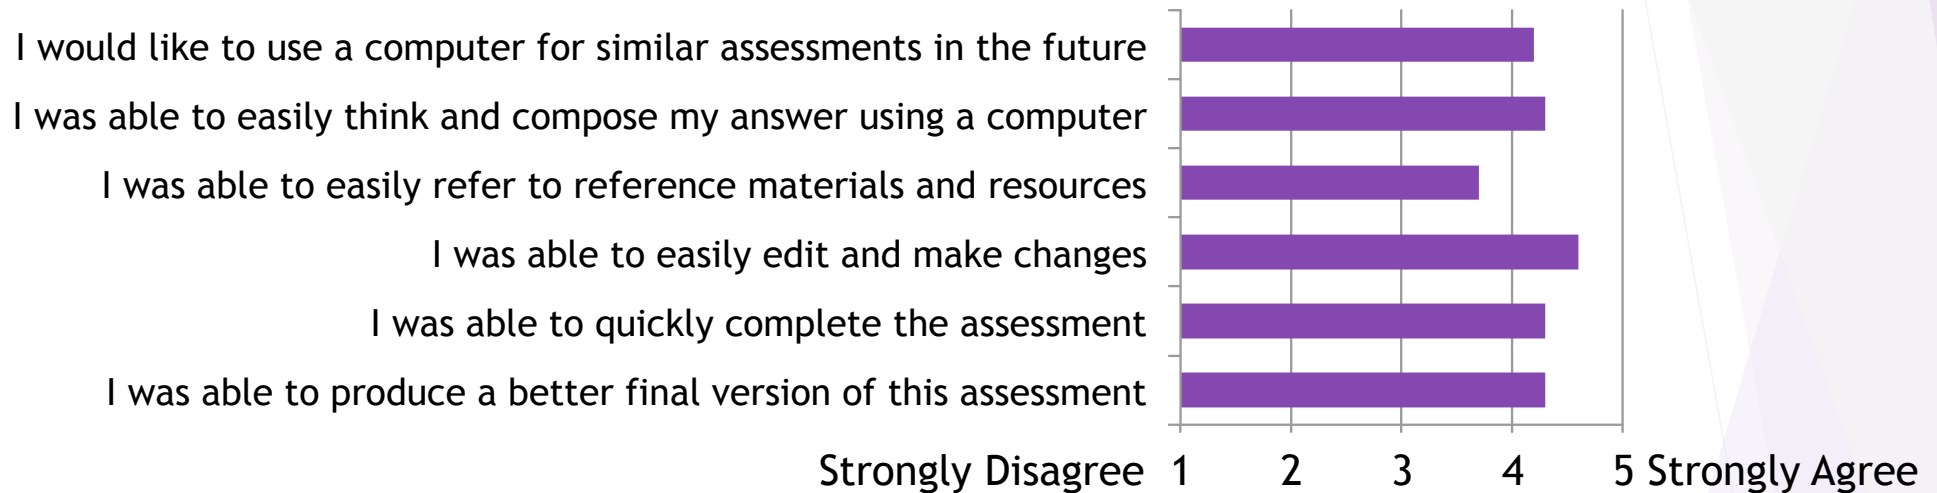 I would like to use a computer for similar assessments in the future
I was able to easily think and compose my answer using a computer
I was able to easily refer to reference materials and resources
I was able to easily edit and make changes
I was able to quickly complete the assessment
I was able to produce a better final version of this assessment
Strongly Disagree 1 2 3 4 5 Strongly Agree